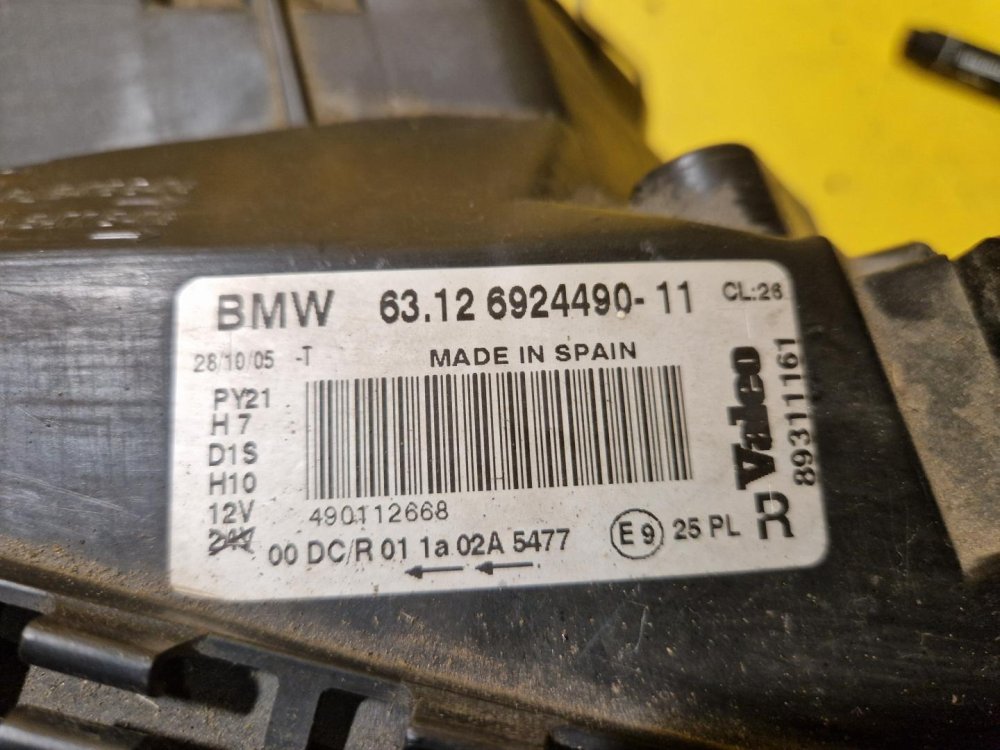 BMW 63.12 6924490-11 CL:26
28/10/05 -T MADE IN SPAIN
PY21
H7
D1S
H10
12V
24V
490112668
00 DC/R 01 1a 02A 5477 E9 25 PL R
Valeo
89311161